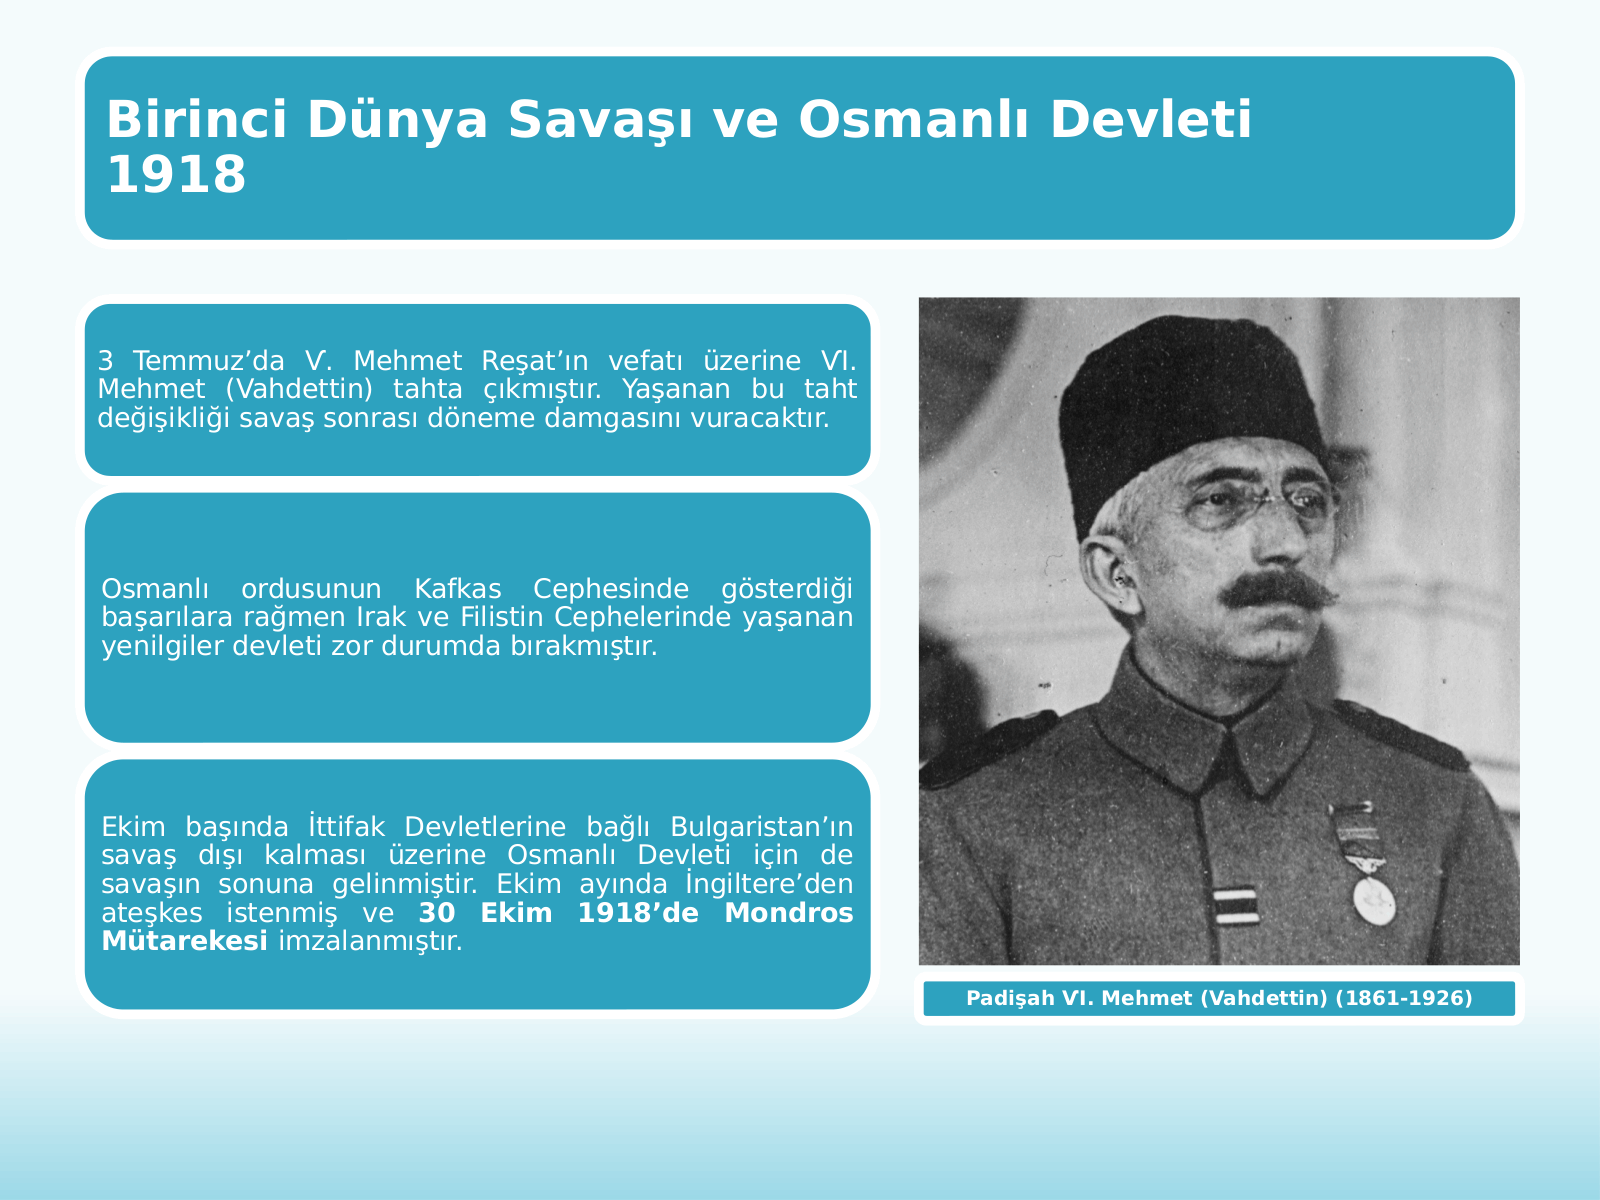 Birinci Dünya Savaşı ve Osmanlı Devleti
1918
3 Temmuz’da V. Mehmet Reşat’ın vefatı üzerine VI.
Mehmet (Vahdettin) tahta çıkmıştır. Yaşanan bu taht
değişikliği savaş sonrası döneme damgasını vuracaktır.
Osmanlı ordusunun Kafkas Cephesinde gösterdiği
başarılara rağmen Irak ve Filistin Cephelerinde yaşanan
yenilgiler devleti zor durumda bırakmıştır.
Ekim başında İttifak Devletlerine bağlı Bulgaristan’ın
savaş dışı kalması üzerine Osmanlı Devleti için de
savaşın sonuna gelinmiştir. Ekim ayında İngiltere’den
ateşkes istenmiş ve 30 Ekim 1918’de Mondros
Mütarekesi imzalanmıştır.
Padişah VI. Mehmet (Vahdettin) (1861-1926)